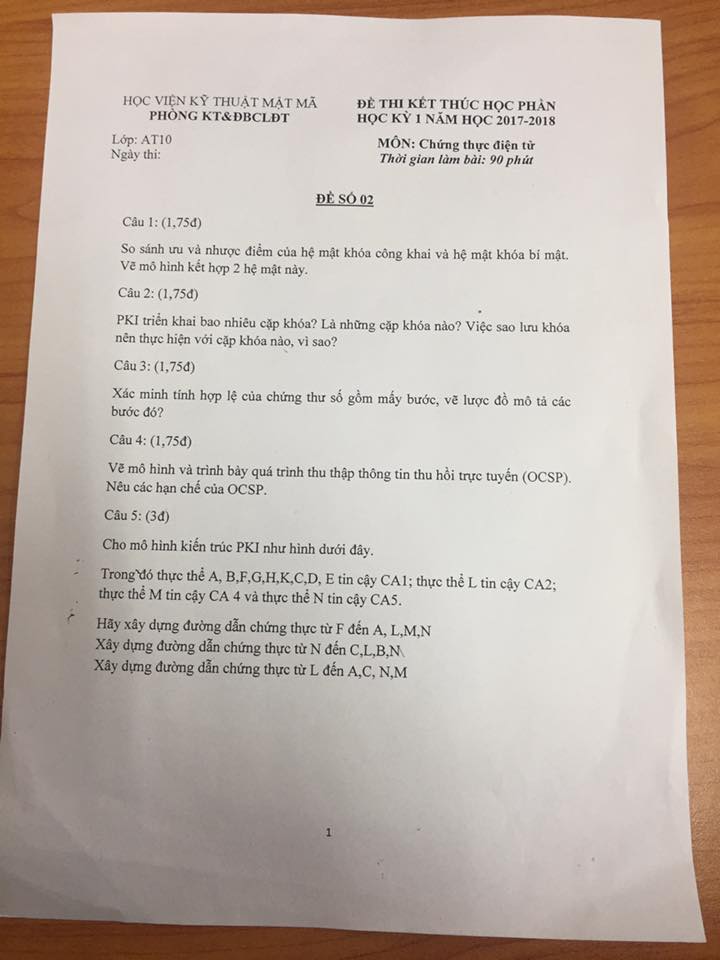 HỌC VIỆN KỸ THUẬT MẬT MÃ
PHÒNG KT&ĐBCLĐT
Lớp: AT10
Ngày thi:
ĐỀ THI KẾT THÚC HỌC PHẦN
HỌC KỲ 1 NĂM HỌC 2017-2018
MÔN: Chứng thực điện tử
Thời gian làm bài: 90 phút
ĐỀ SỐ 02
Câu 1: (1,75đ)
So sánh ưu và nhược điểm của hệ mật khóa công khai và hệ mật khóa bí mật.
Vẽ mô hình kết hợp 2 hệ mật này.
Câu 2: (1,75đ)
PKI triển khai bao nhiêu cặp khóa? Là những cặp khóa nào? Việc sao lưu khóa
nên thực hiện với cặp khóa nào, vì sao?
Câu 3: (1,75đ)
Xác minh tính hợp lệ của chứng thư số gồm mấy bước, vẽ lược đồ mô tả các
bước đó?
Câu 4: (1,75đ)
Vẽ mô hình và trình bày quá trình thu thập thông tin thu hồi trực tuyến (OCSP).
Nêu các hạn chế của OCSP.
Câu 5: (3đ)
Cho mô hình kiến trúc PKI như hình dưới đây.
Trong đó thực thể A, B,F,G,H,K,C,D, E tin cậy CA1; thực thể L tin cậy CA2;
thực thể M tin cậy CA 4 và thực thể N tin cậy CA5.
Hãy xây dựng đường dẫn chứng thực từ F đến A, L,M,N
Xây dựng đường dẫn chứng thực từ N đến C,L,B,N
Xây dựng đường dẫn chứng thực từ L đến A,C, N,M
1